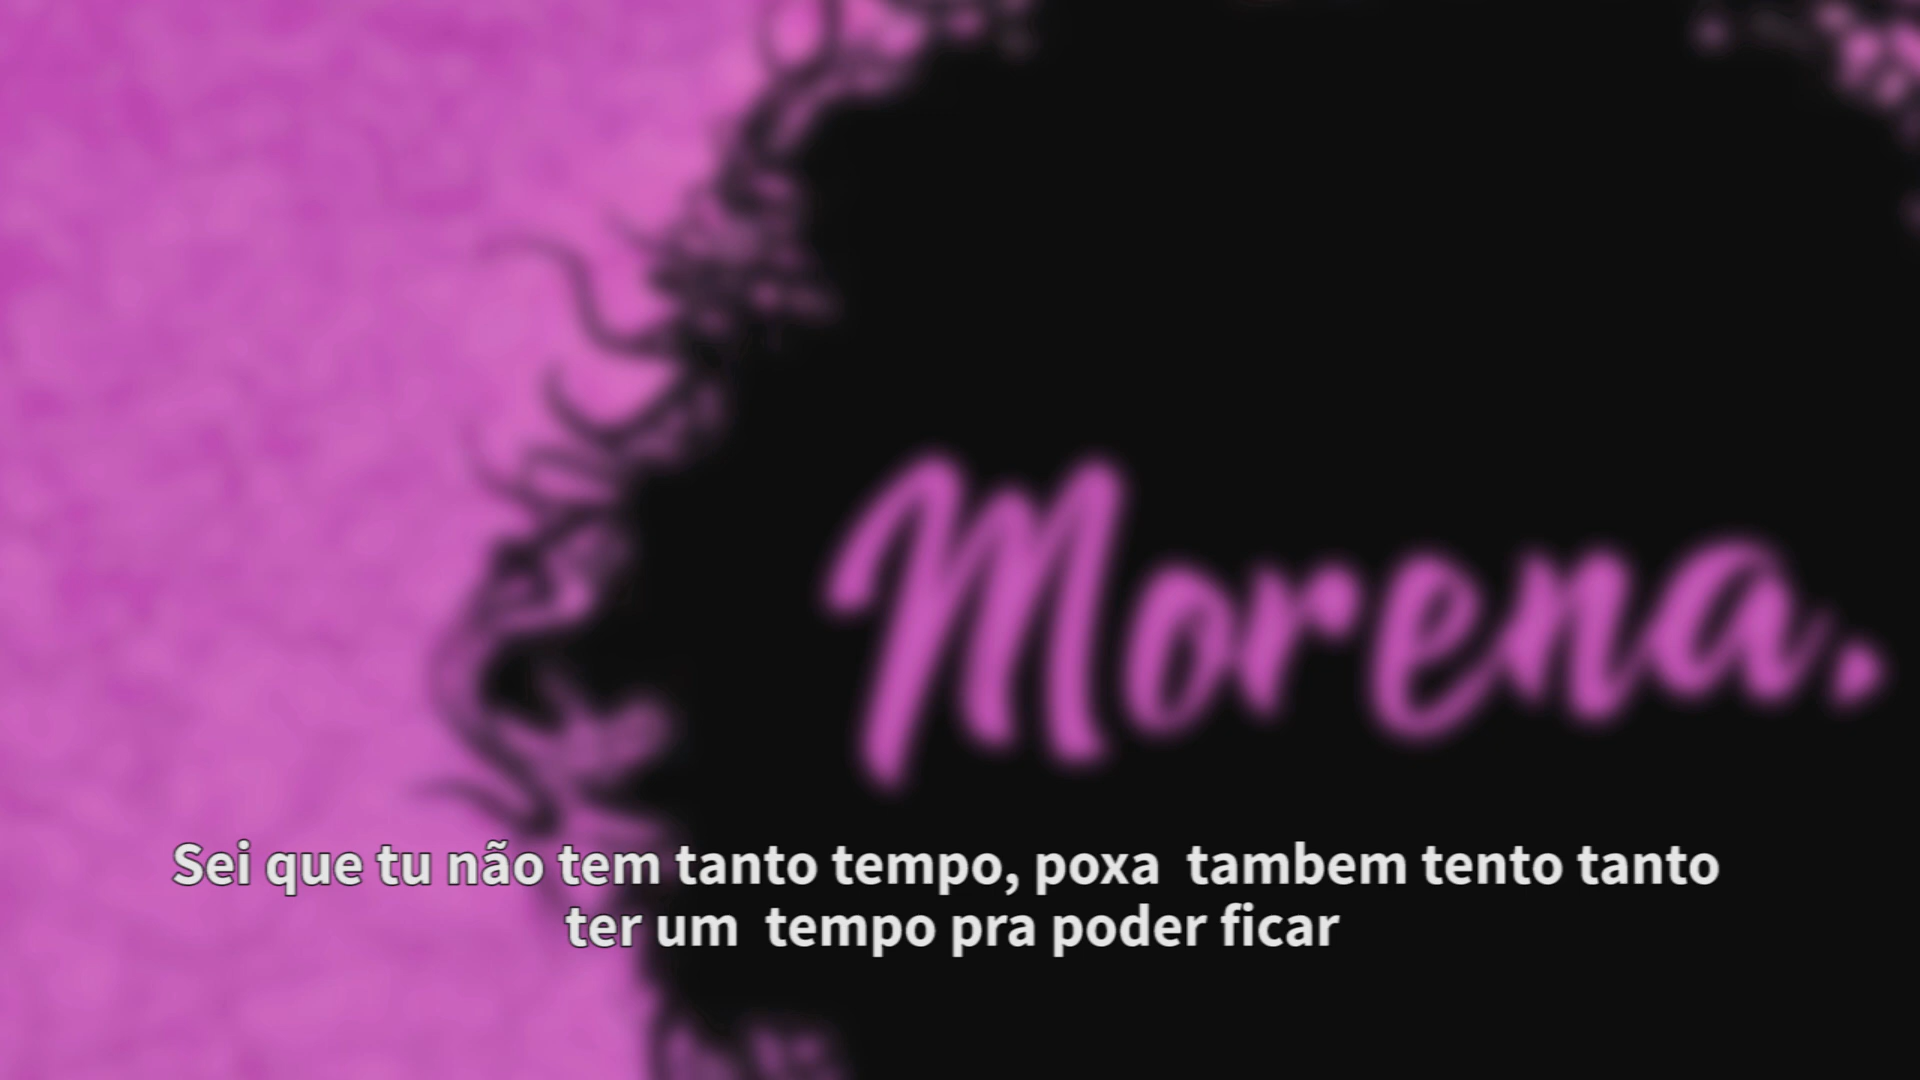 Morena.
Sei que tu não tem tanto tempo, poxa  tambem tento tanto
ter um  tempo pra poder ficar